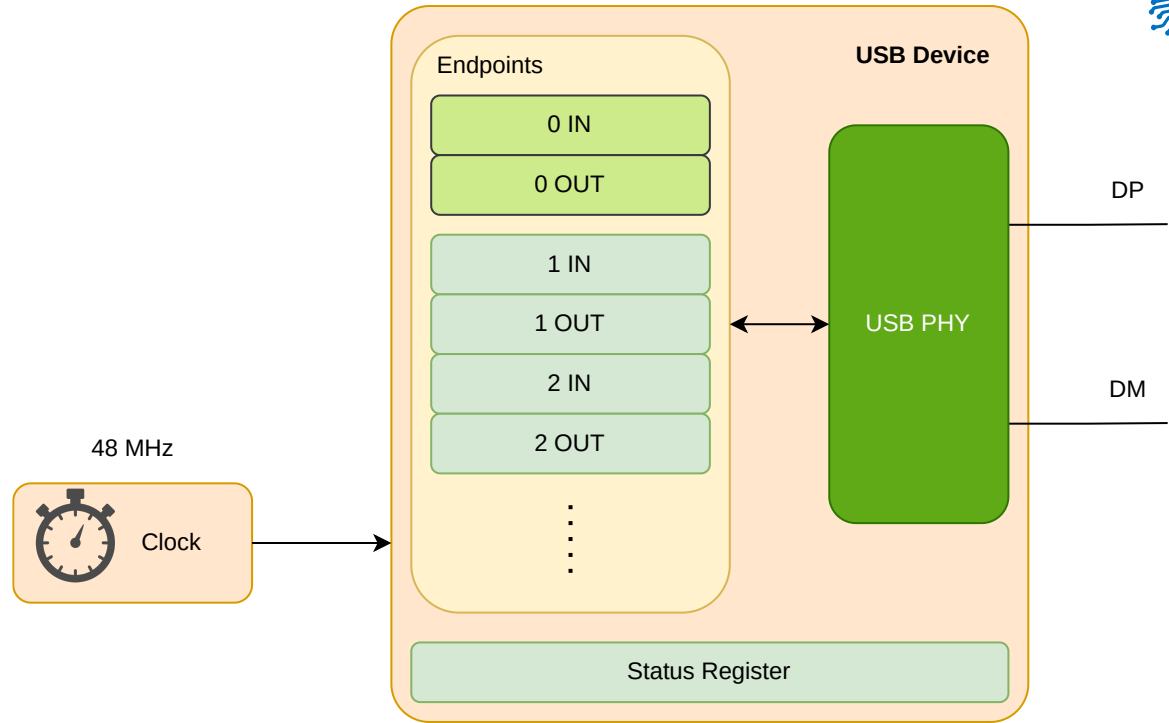 USB Device
Endpoints
0 IN
0 OUT
1 IN
1 OUT
2 IN
2 OUT
USB PHY
DP
DM
48 MHz
Clock
Status Register